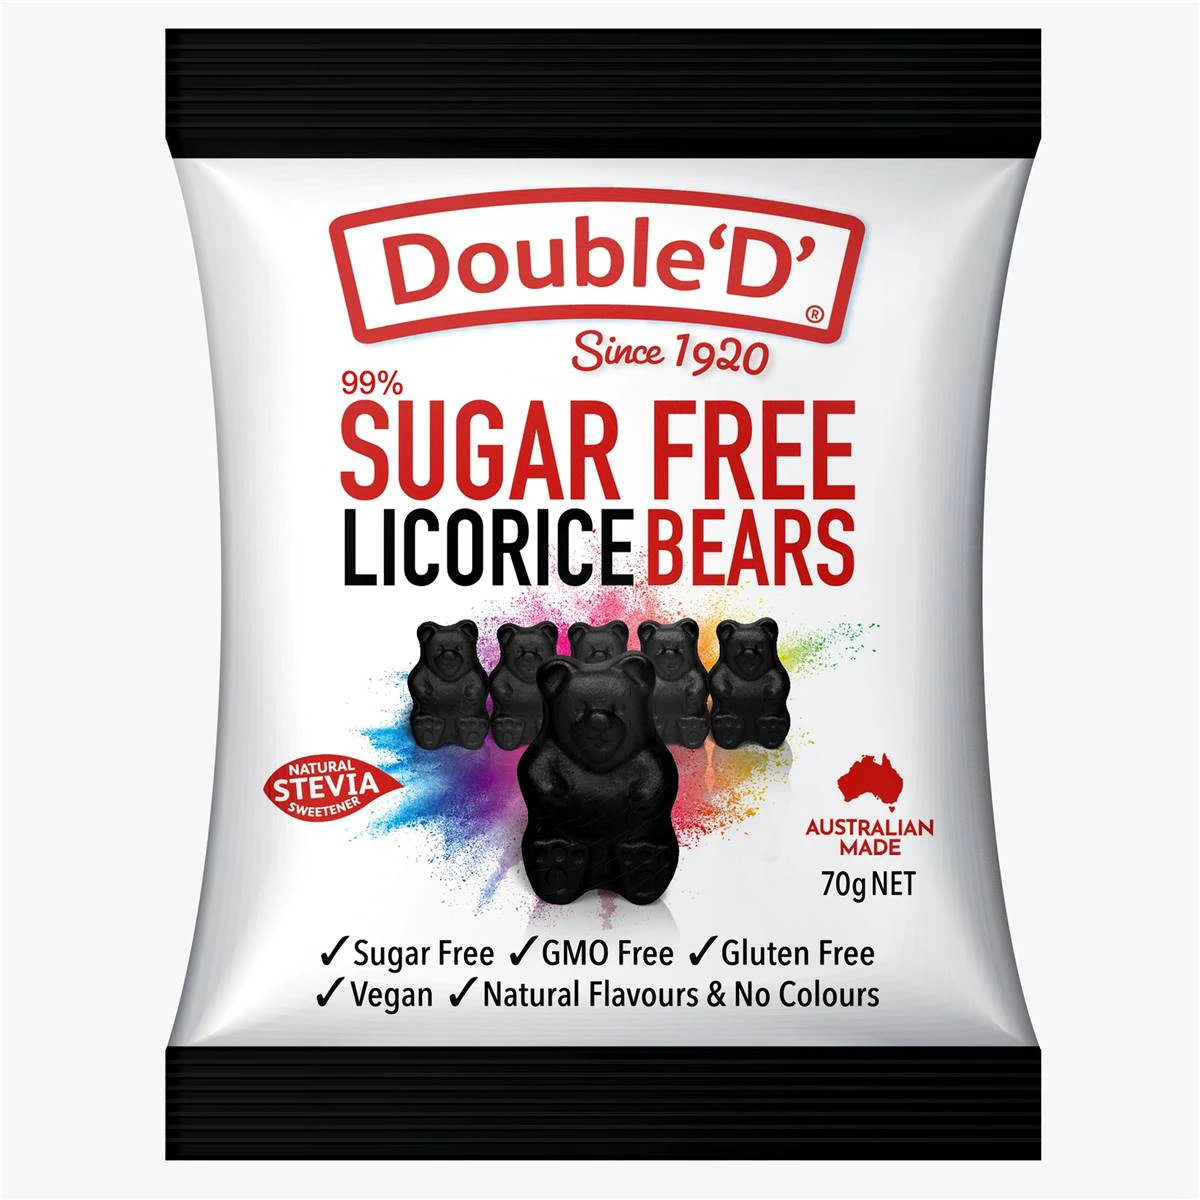 Double 'D' ®
Since 1920
99%
SUGAR FREE
LICORICE BEARS
NATURAL
STEVIA
SWEETENER
AUSTRALIAN
MADE
70g NET
✓Sugar Free ✓GMO Free ✓Gluten Free
✓Vegan ✓Natural Flavours & No Colours